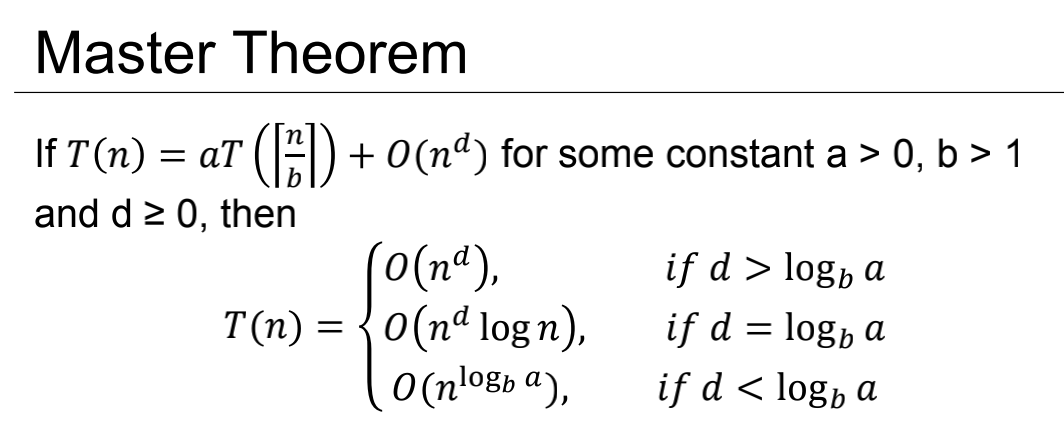 Master Theorem
If T(n) = aT(⌈n/b⌉) + O(n^d) for some constant a > 0, b > 1
and d ≥ 0, then
O(n^d), if d > log_b a
T(n) = { O(n^d log n), if d = log_b a
O(n^{log_b a}), if d < log_b a